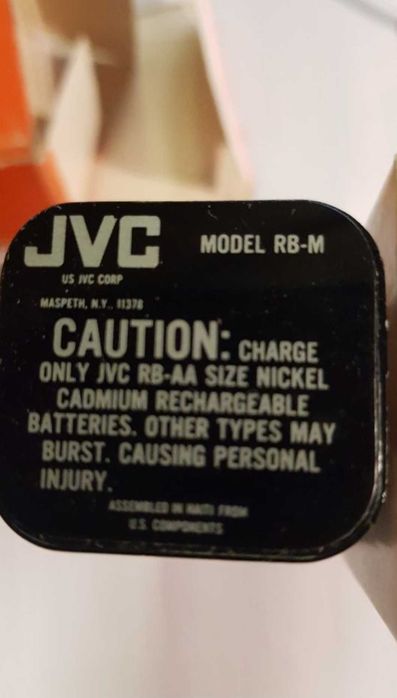 JVC MODEL RB-M
US JVC CORP
MASPETH, N.Y., 11378
CAUTION: CHARGE
ONLY JVC RB-AA SIZE NICKEL
CADMIUM RECHARGEABLE
BATTERIES. OTHER TYPES MAY
BURST. CAUSING PERSONAL
INJURY.
ASSEMBLED IN HAITI FROM
U.S. COMPONENTS